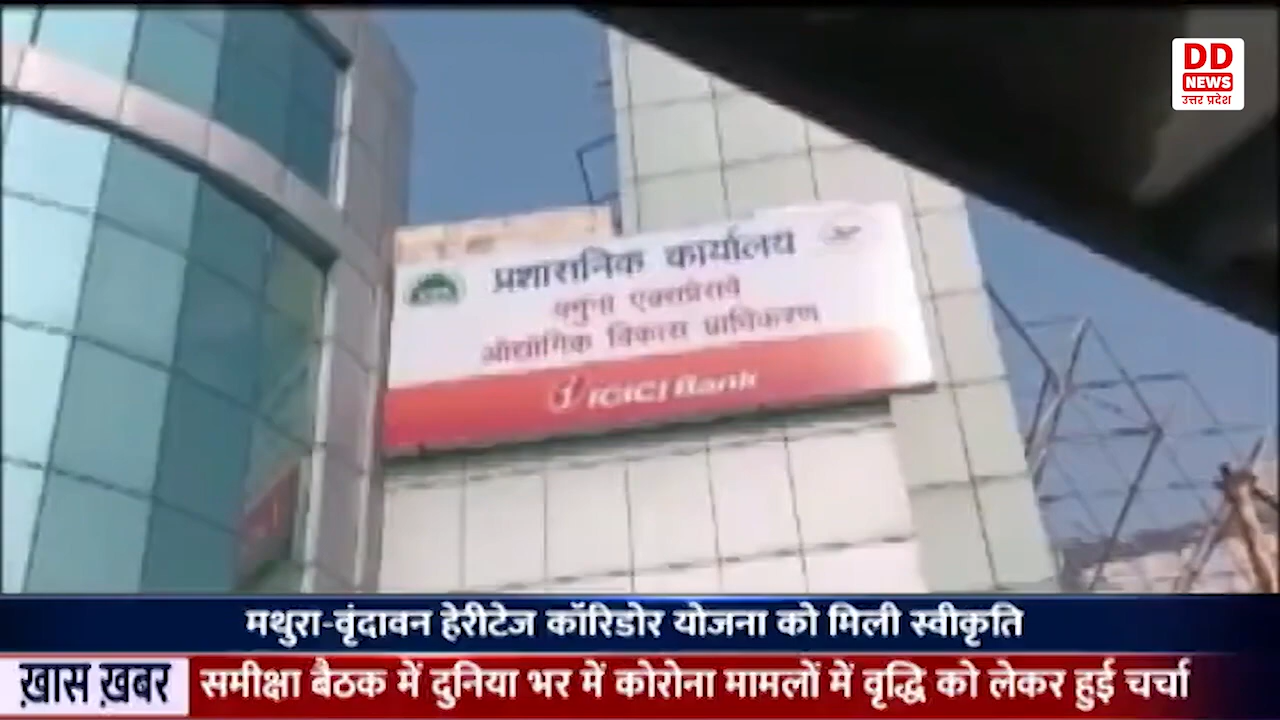 DD
NEWS
उत्तर प्रदेश
प्रशासनिक कार्यालय
यमुना एक्सप्रेसवे
औद्योगिक विकास प्राधिकरण
ICICI Bank
मथुरा-वृंदावन हेरीटेज कॉरिडोर योजना को मिली स्वीकृति
ख़ास ख़बर
समीक्षा बैठक में दुनिया भर में कोरोना मामलों में वृद्धि को लेकर हुई चर्चा